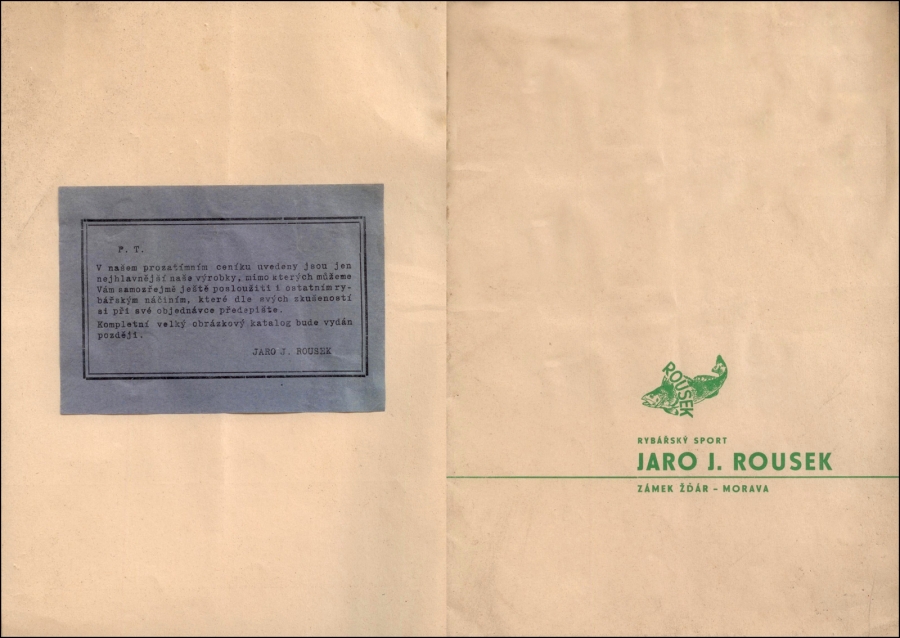 P. T.
V našem prozatímním ceníku uvedeny jsou jen
nejhlavnější naše výrobky, mimo kterých můžeme
Vám samozřejmě ještě posloužiti i ostatním ry-
bářským náčiním, které dle svých zkušeností
si při své objednávce předepíšte.
Kompletní velký obrázkový katalog bude vydán
později.
JARO J. ROUSEK
ROUSEK
RYBÁŘSKÝ SPORT
JARO J. ROUSEK
ZÁMEK ŽĎÁR - MORAVA